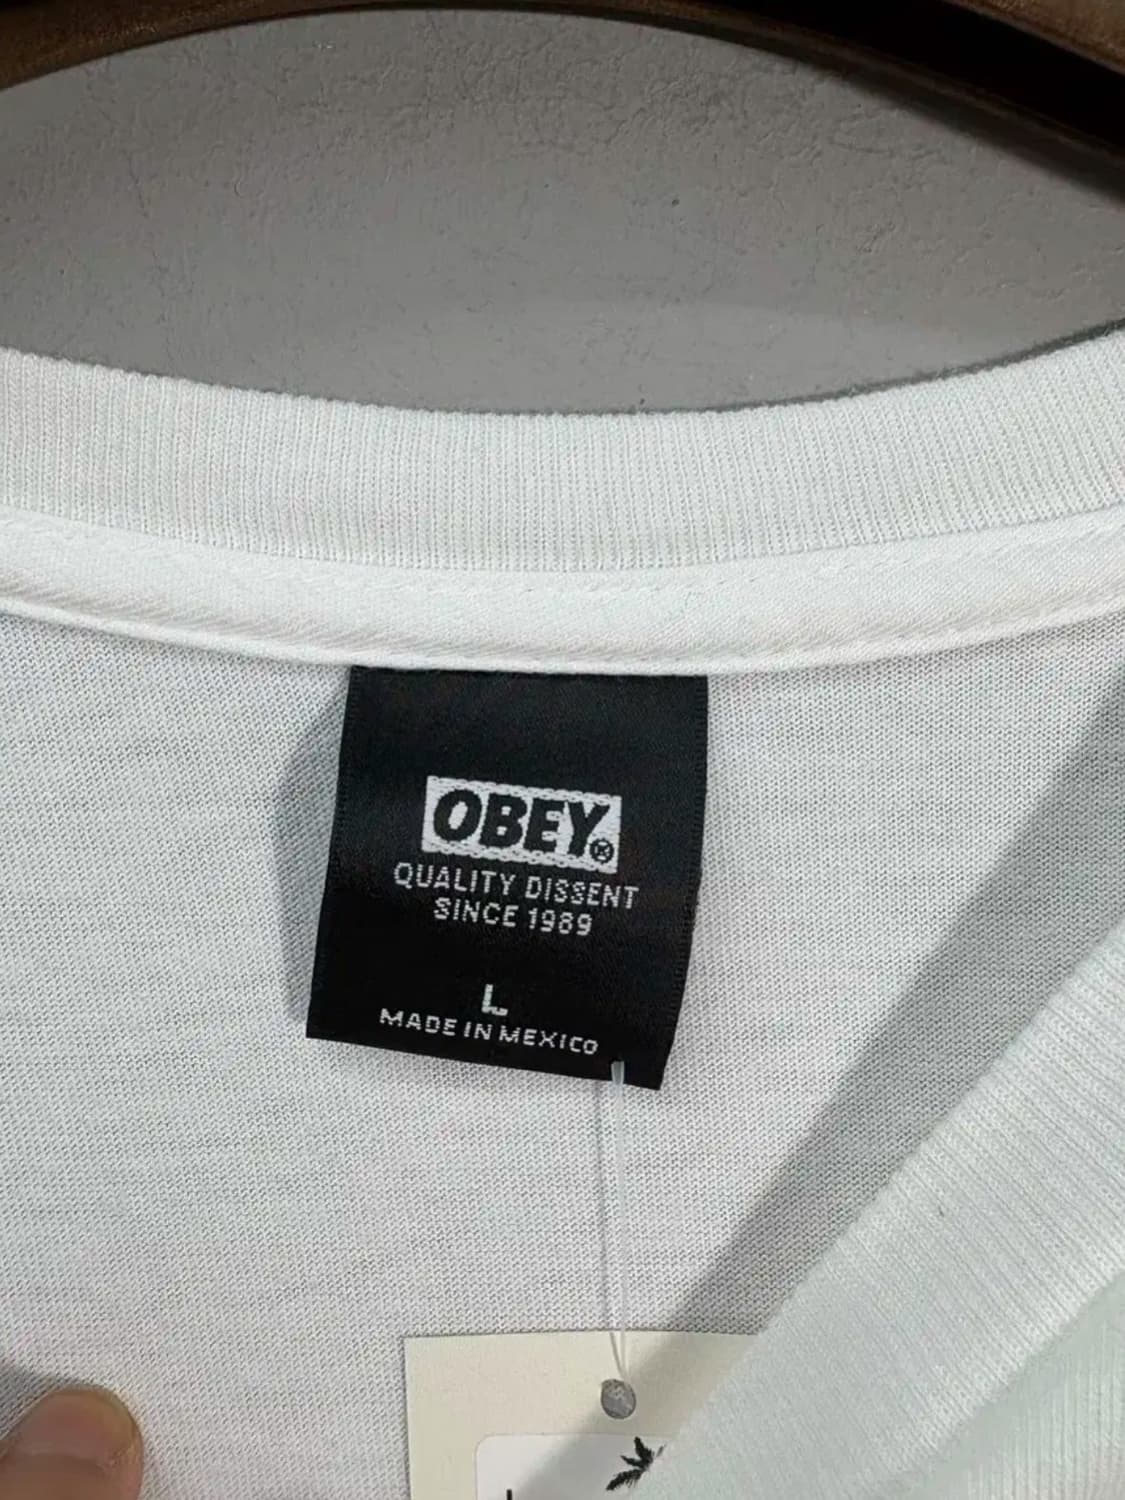 OBEY®
QUALITY DISSENT
SINCE 1989
L
MADE IN MEXICO